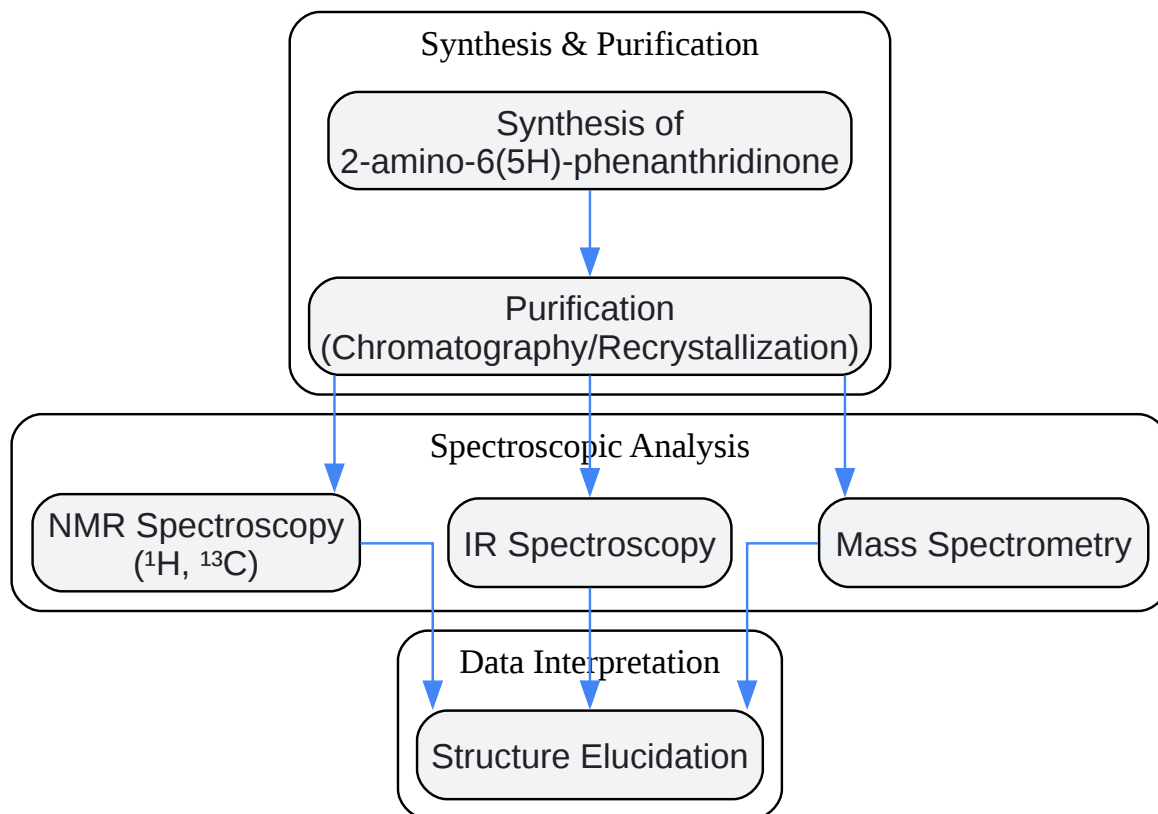 Synthesis & Purification
Synthesis of
2-amino-6(5H)-phenanthridinone
Purification
(Chromatography/Recrystallization)
Spectroscopic Analysis
NMR Spectroscopy
(¹H, ¹³C)
IR Spectroscopy
Mass Spectrometry
Data Interpretation
Structure Elucidation